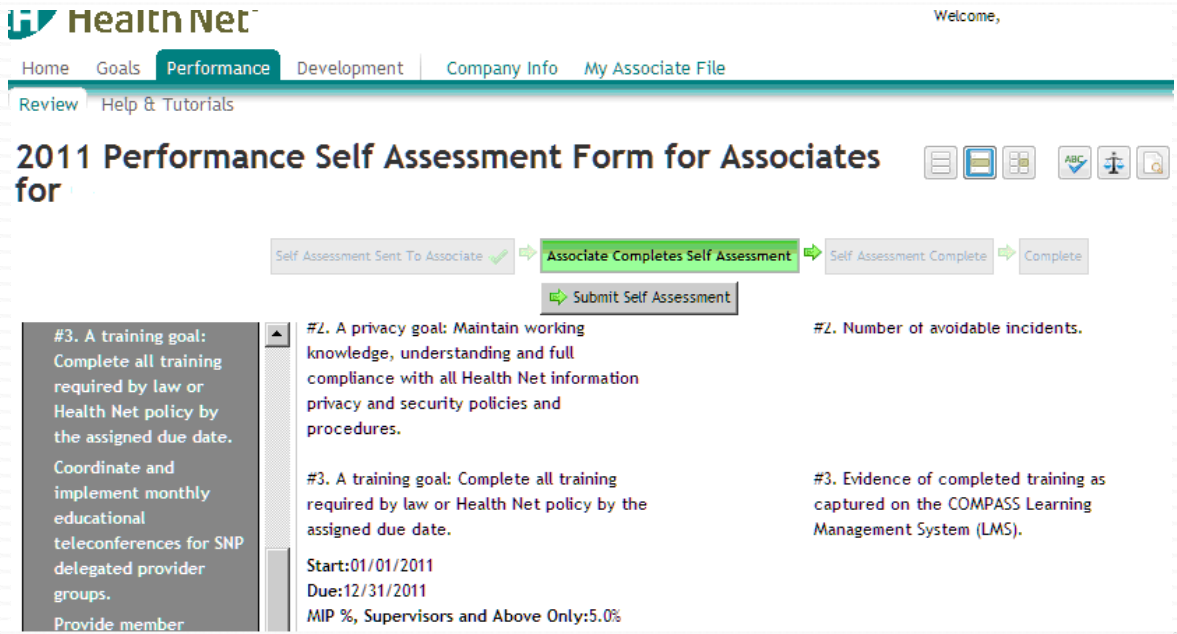 Health Net
Welcome,
Home Goals Performance Development Company Info My Associate File
Review Help & Tutorials
2011 Performance Self Assessment Form for Associates
for
ABC
Self Assessment Sent To Associate Associate Completes Self Assessment Self Assessment Complete Complete
Submit Self Assessment
#3. A training goal:
Complete all training
required by law or
Health Net policy by
the assigned due date.
Coordinate and
implement monthly
educational
teleconferences for SNP
delegated provider
groups.
Provide member
#2. A privacy goal: Maintain working
knowledge, understanding and full
compliance with all Health Net information
privacy and security policies and
procedures.
#2. Number of avoidable incidents.
#3. A training goal: Complete all training
required by law or Health Net policy by the
assigned due date.
#3. Evidence of completed training as
captured on the COMPASS Learning
Management System (LMS).
Start:01/01/2011
Due:12/31/2011
MIP %, Supervisors and Above Only:5.0%